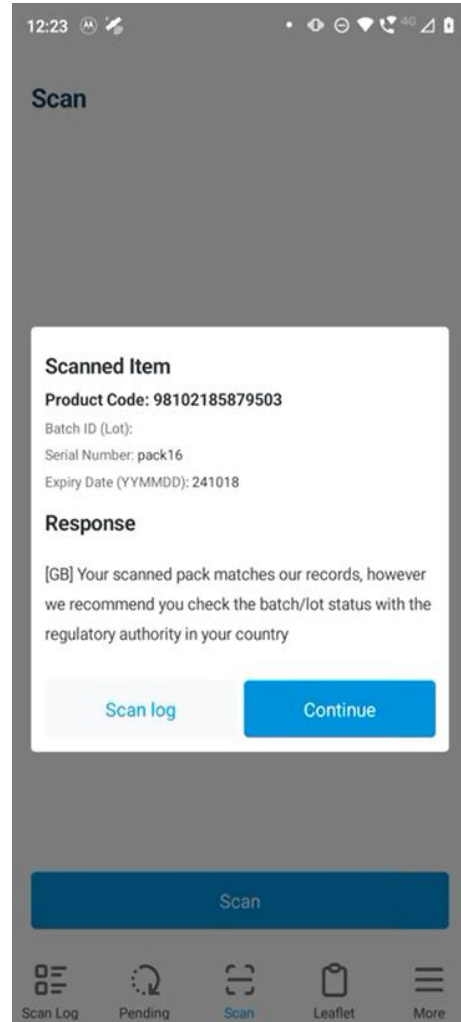 12:23
4G
Scan
Scanned Item
Product Code: 98102185879503
Batch ID (Lot):
Serial Number: pack16
Expiry Date (YYMMDD): 241018
Response
[GB] Your scanned pack matches our records, however
we recommend you check the batch/lot status with the
regulatory authority in your country
Scan log
Continue
Scan
Scan Log
Pending
Scan
Leaflet
More